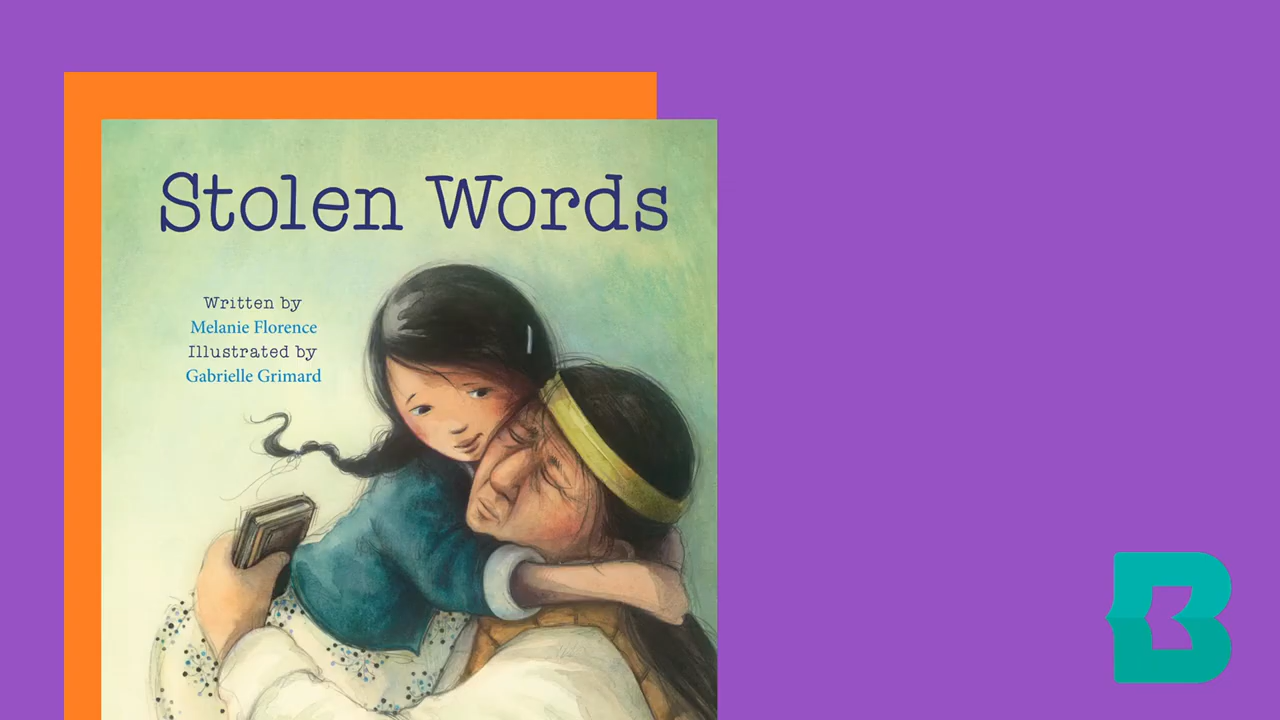 Stolen Words
Written by
Melanie Florence
Illustrated by
Gabrielle Grimard
B